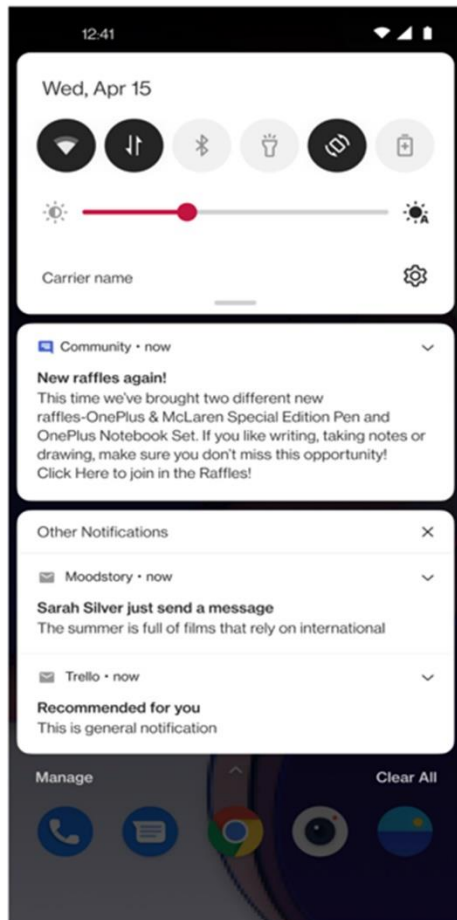 12:41
Wed, Apr 15
A
Carrier name
Community • now
New raffles again!
This time we've brought two different new
raffles-OnePlus & McLaren Special Edition Pen and
OnePlus Notebook Set. If you like writing, taking notes or
drawing, make sure you don't miss this opportunity!
Click Here to join in the Raffles!
Other Notifications
Moodstory • now
Sarah Silver just send a message
The summer is full of films that rely on international
Trello • now
Recommended for you
This is general notification
Manage
Clear All